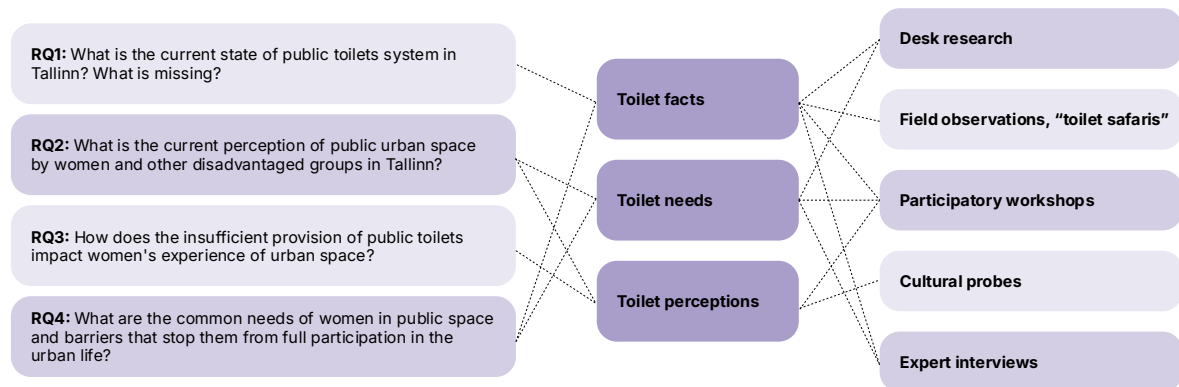 RQ1: What is the current state of public toilets system in
Tallinn? What is missing?
RQ2: What is the current perception of public urban space
by women and other disadvantaged groups in Tallinn?
RQ3: How does the insufficient provision of public toilets
impact women's experience of urban space?
RQ4: What are the common needs of women in public space
and barriers that stop them from full participation in the
urban life?
Toilet facts
Toilet needs
Toilet perceptions
Desk research
Field observations, “toilet safaris”
Participatory workshops
Cultural probes
Expert interviews